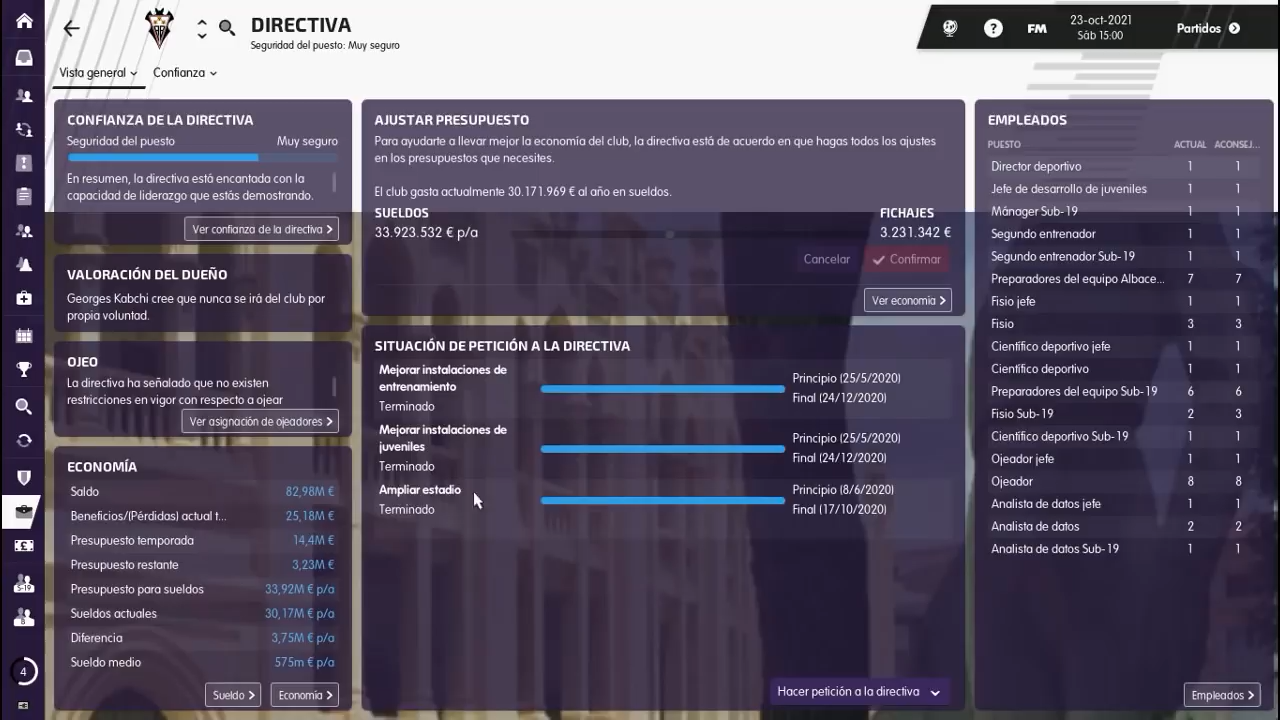 DIRECTIVA
Seguridad del puesto: Muy seguro
FM
23-oct-2021
Sáb 15:00
Partidos
Vista general
Confianza
CONFIANZA DE LA DIRECTIVA
Seguridad del puesto Muy seguro
En resumen, la directiva está encantada con la
capacidad de liderazgo que estás demostrando.
Ver confianza de la directiva
VALORACIÓN DEL DUEÑO
Georges Kabchi cree que nunca se irá del club por
propia voluntad.
OJEO
La directiva ha señalado que no existen
restricciones en vigor con respecto a ojear
Ver asignación de ojeadores
ECONOMÍA
Saldo 82,98M €
Beneficios/(Pérdidas) actual t... 25,18M €
Presupuesto temporada 14,4M €
Presupuesto restante 3,23M €
Presupuesto para sueldos 33,92M € p/a
Sueldos actuales 30,17M € p/a
Diferencia 3,75M € p/a
Sueldo medio 575m € p/a
Sueldo
Economía
AJUSTAR PRESUPUESTO
Para ayudarte a llevar mejor la economía del club, la directiva está de acuerdo en que hagas todos los ajustes
en los presupuestos que necesites.
El club gasta actualmente 30.171.969 € al año en sueldos.
SUELDOS FICHAJES
33.923.532 € p/a 3.231.342 €
Cancelar Confirmar
Ver economía
SITUACIÓN DE PETICIÓN A LA DIRECTIVA
Mejorar instalaciones de
entrenamiento
Terminado
Principio (25/5/2020)
Final (24/12/2020)
Mejorar instalaciones de
juveniles
Terminado
Principio (25/5/2020)
Final (24/12/2020)
Ampliar estadio
Terminado
Principio (8/6/2020)
Final (17/10/2020)
Hacer petición a la directiva
EMPLEADOS
PUESTO ACTUAL ACONSEJ...
Director deportivo 1 1
Jefe de desarrollo de juveniles 1 1
Mánager Sub-19 1 1
Segundo entrenador 1 1
Segundo entrenador Sub-19 1 1
Preparadores del equipo Albace... 7 7
Fisio jefe 1 1
Fisio 3 3
Científico deportivo jefe 1 1
Científico deportivo 1 1
Preparadores del equipo Sub-19 6 6
Fisio Sub-19 2 3
Científico deportivo Sub-19 1 1
Ojeador jefe 1 1
Ojeador 8 8
Analista de datos jefe 1 1
Analista de datos 2 2
Analista de datos Sub-19 1 1
Empleados
S-19
B
4